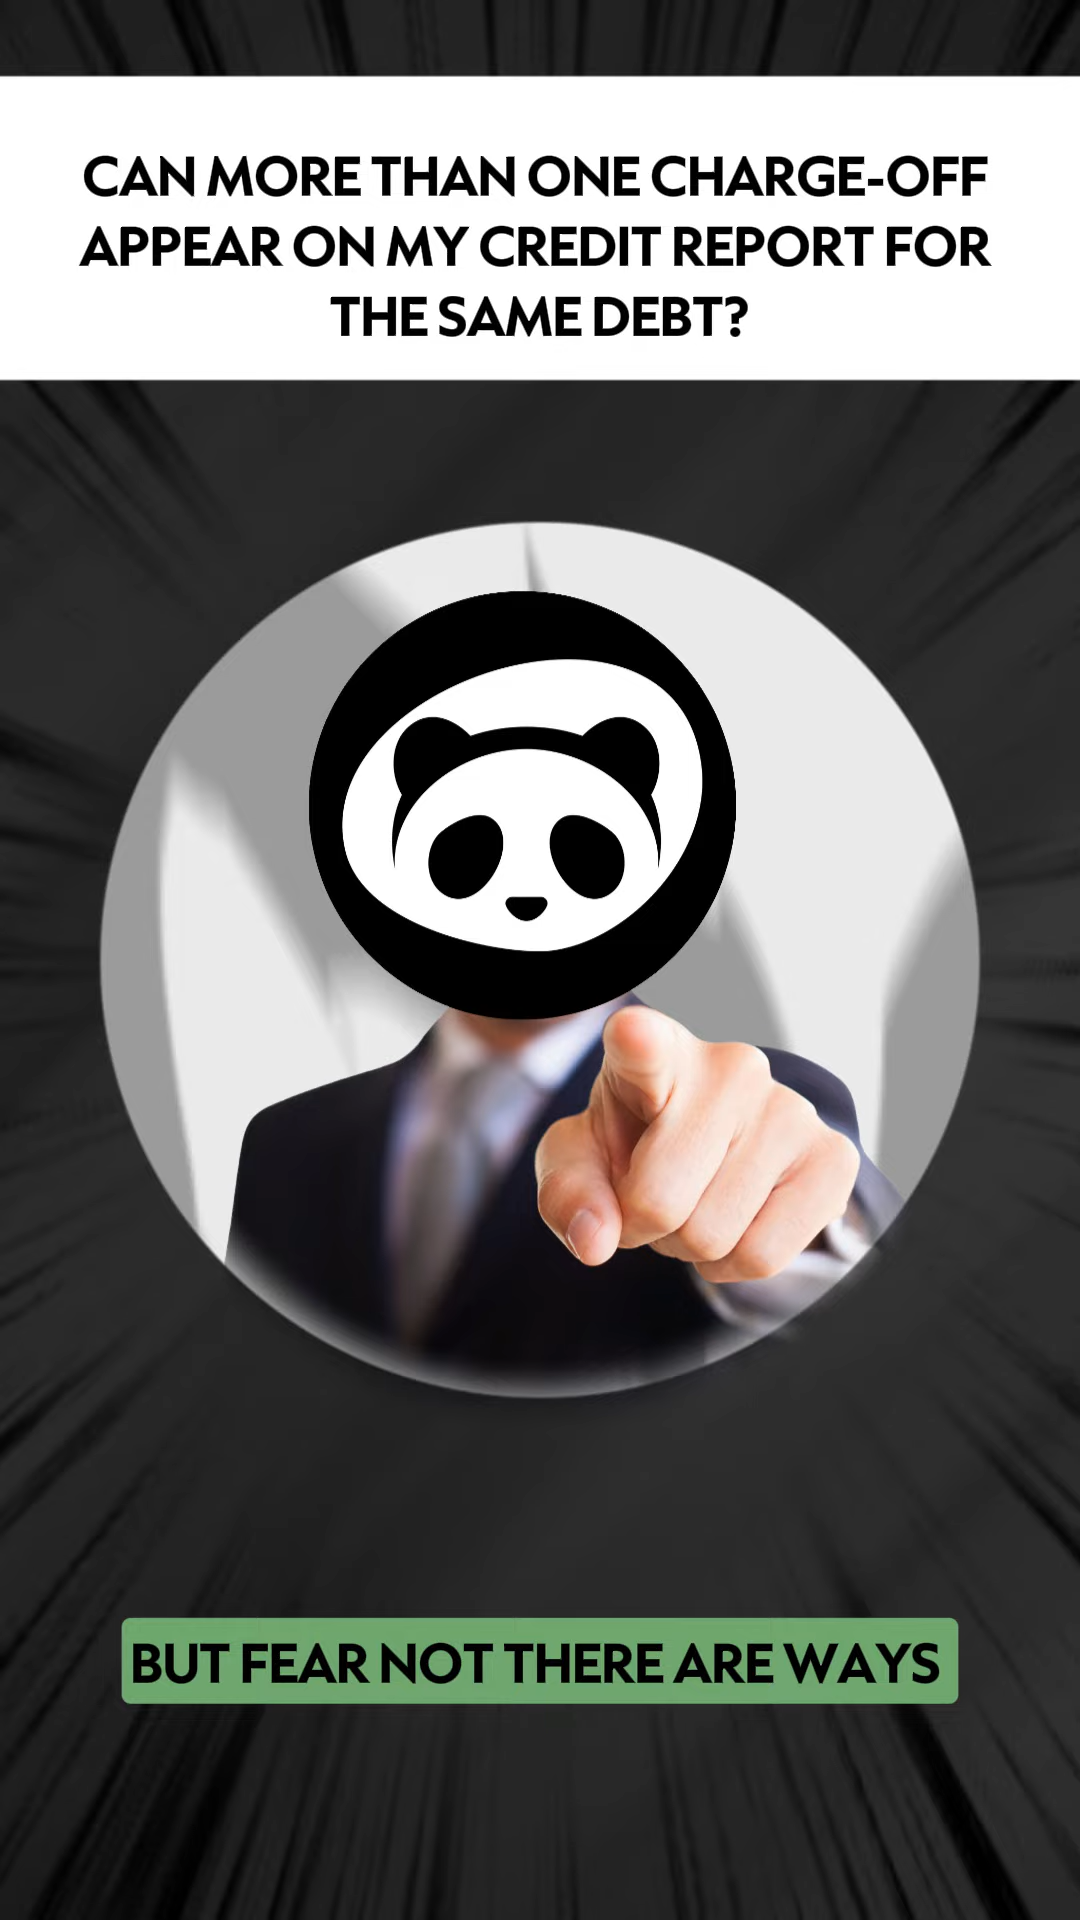 CAN MORE THAN ONE CHARGE-OFF
APPEAR ON MY CREDIT REPORT FOR
THE SAME DEBT?
BUT FEAR NOT THERE ARE WAYS